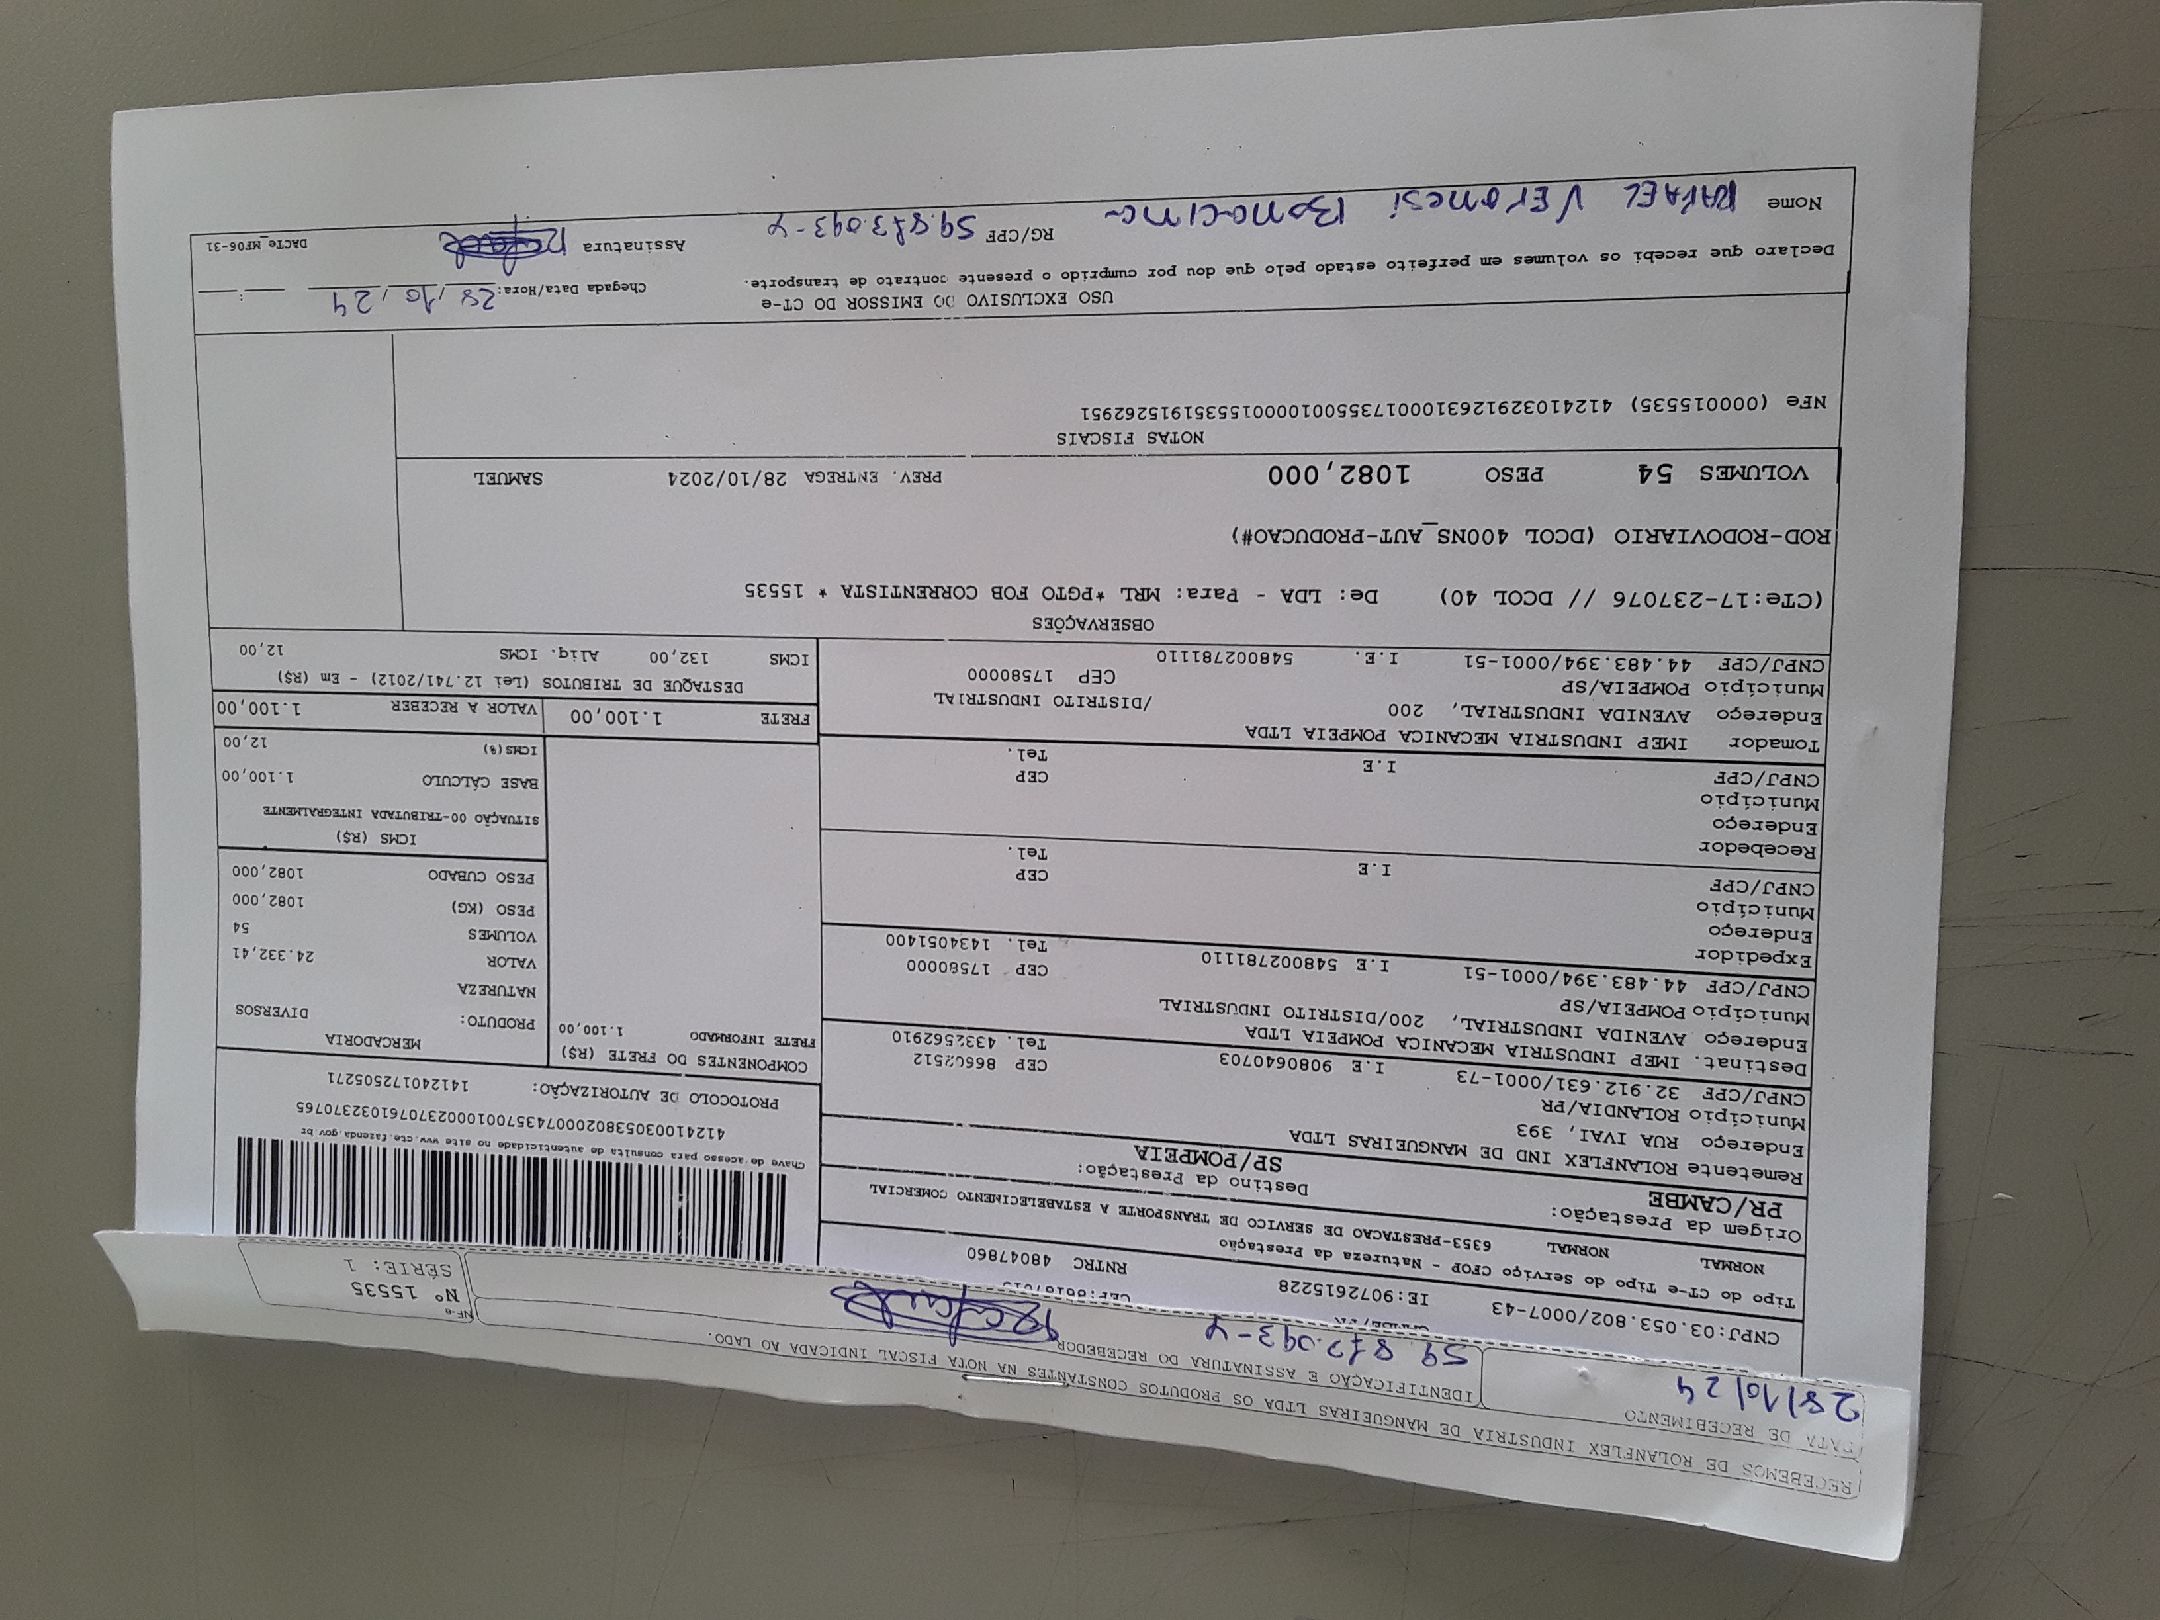 RECEBEMOS DE ROLANFLEX INDUSTRIA DE MANGUEIRAS LTDA OS PRODUTOS CONSTANTES NA NOTA FISCAL INDICADA AO LADO.
DATA DE RECEBIMENTO
28/10/24
IDENTIFICAÇÃO E ASSINATURA DO RECEBEDOR
NF-e
Nº 15535
SÉRIE: 1
CNPJ:03.053.802/0007-43 IE:9072615228 RNTRC 48047860
Tipo do CT-e Tipo do Serviço CFOP - Natureza da Prestação
NORMAL NORMAL 6353-PRESTACAO DE SERVICO DE TRANSPORTE A ESTABELECIMENTO COMERCIAL
Origem da Prestação: Destino da Prestação:
PR/CAMBE SP/POMPEIA
Chave de acesso para consulta de autenticidade no site www.cte.fazenda.gov.br
PROTOCOLO DE AUTORIZAÇÃO: 141240172505271
Remetente ROLANFLEX IND DE MANGUEIRAS LTDA
Endereço RUA IVAI, 393
Município ROLANDIA/PR CEP 86602512
CNPJ/CPF 32.912.631/0001-73 I.E 9080640703 Tel. 4332562910
Destinat. IMEP INDUSTRIA MECANICA POMPEIA LTDA
Endereço AVENIDA INDUSTRIAL, 200/DISTRITO INDUSTRIAL
Município POMPEIA/SP CEP 17580000
CNPJ/CPF 44.483.394/0001-51 I.E 548002781110 Tel. 1434051400
Expedidor
Endereço
Município CEP
CNPJ/CPF I.E Tel.
Recebedor
Endereço
Município CEP
CNPJ/CPF I.E Tel.
Tomador IMEP INDUSTRIA MECANICA POMPEIA LTDA
Endereço AVENIDA INDUSTRIAL, 200 /DISTRITO INDUSTRIAL
Município POMPEIA/SP CEP 17580000
CNPJ/CPF 44.483.394/0001-51 I.E. 548002781110
COMPONENTES DO FRETE (R$)
FRETE INFORMADO 1.100,00
MERCADORIA
PRODUTO: DIVERSOS
NATUREZA
VALOR 24.332,41
VOLUMES 54
PESO (KG) 1082,000
PESO CUBADO 1082,000
ICMS (R$)
SITUAÇÃO 00-TRIBUTADA INTEGRALMENTE
BASE CÁLCULO 1.100,00
ICMS(%) 12,00
FRETE 1.100,00 VALOR A RECEBER 1.100,00
DESTAQUE DE TRIBUTOS (Lei 12.741/2012) - Em (R$)
ICMS 132,00 Aliq. ICMS 12,00
OBSERVAÇÕES
(CTe:17-237076 // DCOL 40) De: LDA - Para: MRL *PGTO FOB CORRENTISTA * 15535
ROD-RODOVIARIO (DCOL 400NS_AUT-PRODUCAO#)
VOLUMES 54 PESO 1082,000 PREV. ENTREGA 28/10/2024 SAMUEL
NOTAS FISCAIS
NFe (000015535) 41241032912631000173550010000155351915262951
USO EXCLUSIVO DO EMISSOR DO CT-e
Declaro que recebi os volumes em perfeito estado pelo que dou por cumprido o presente contrato de transporte.
Chegada Data/Hora: 28/10/24
Nome RAFAEL VERonesi Bonacina RG/CPF Assinatura
DACTe_MF06-31